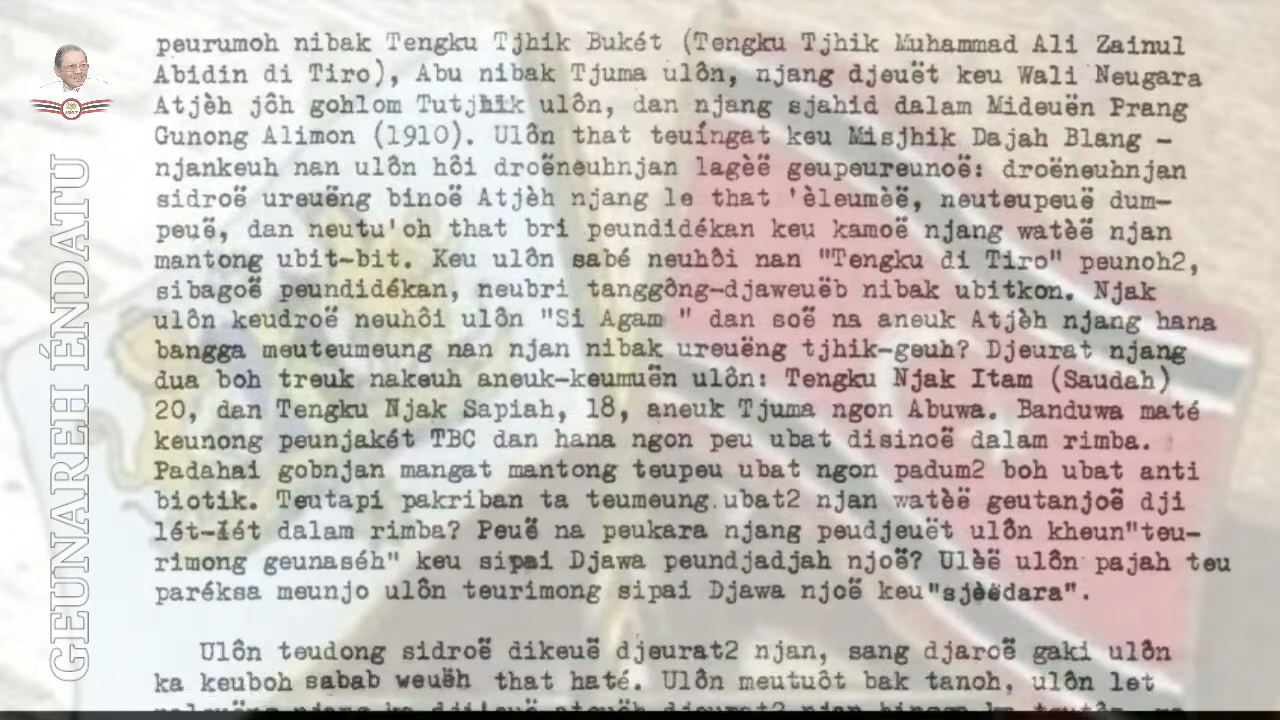 GEUNAREH ÉNDATU
peurumoh nibak Tengku Tjhik Bukét (Tengku Tjhik Muhammad Ali Zainul
Abidin di Tiro), Abu nibak Tjuma ulôn, njang djeuët keu Wali Neugara
Atjèh jôh gohlom Tutjhik ulôn, dan njang sjahid dalam Mideuën Prang
Gunong Alimon (1910). Ulôn that teuíngat keu Misjhik Dajah Blang -
njankeuh nan ulôn hôi droëneuhnjan lagèë geupeureunoë: droëneuhnjan
sidroë ureuëng binoë Atjèh njang le that 'èleumèë, neuteupeuë dum-
peuë, dan neutu'oh that bri peundidékan keu kamoë njang watèë njan
mantong ubit-bit. Keu ulôn sabé neuhôi nan "Tengku di Tiro" peunoh2,
sibagoë peundidékan, neubri tanggông-djaweuëb nibak ubitkon. Njak
ulôn keudroë neuhôi ulôn "Si Agam " dan soë na aneuk Atjèh njang hana
bangga meuteumeung nan njan nibak ureuëng tjhik-geuh? Djeurat njang
dua boh treuk nakeuh aneuk-keumuën ulôn: Tengku Njak Itam (Saudah)
20, dan Tengku Njak Sapiah, 18, aneuk Tjuma ngon Abuwa. Banduwa maté
keunong peunjakét TBC dan hana ngon peu ubat disinoë dalam rimba.
Padahai gobnjan mangat mantong teupeu ubat ngon padum2 boh ubat anti
biotik. Teutapi pakriban ta teumeung ubat2 njan watèë geutanjoë dji
lét-lét dalam rimba? Peuë na peukara njang peudjeuët ulôn kheun"teu-
rimong geunaséh" keu sipai Djawa peundjadjah njoë? Ulèë ulôn pajah teu
paréksa meunjo ulôn teurimong sipai Djawa njoë keu"sjèëdara".
Ulôn teudong sidroë dikeuë djeurat2 njan, sang djaroë gaki ulôn
ka keuboh sabab weuëh that haté. Ulôn meutuôt bak tanoh, ulôn let